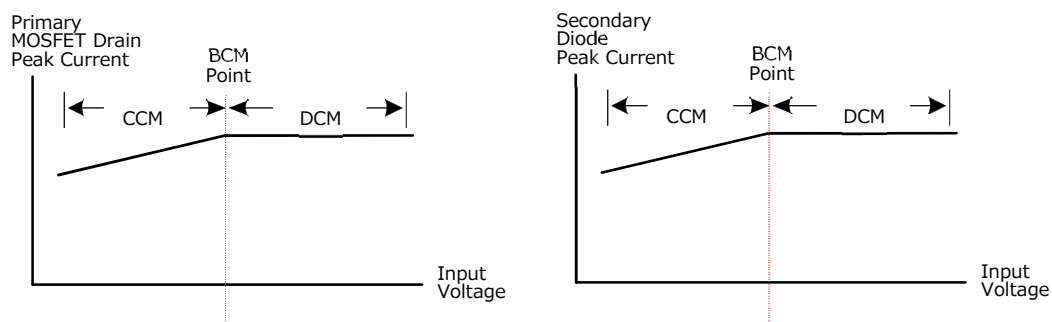 Primary
MOSFET Drain
Peak Current
BCM
Point
CCM
DCM
Input
Voltage
Secondary
Diode
Peak Current
BCM
Point
CCM
DCM
Input
Voltage